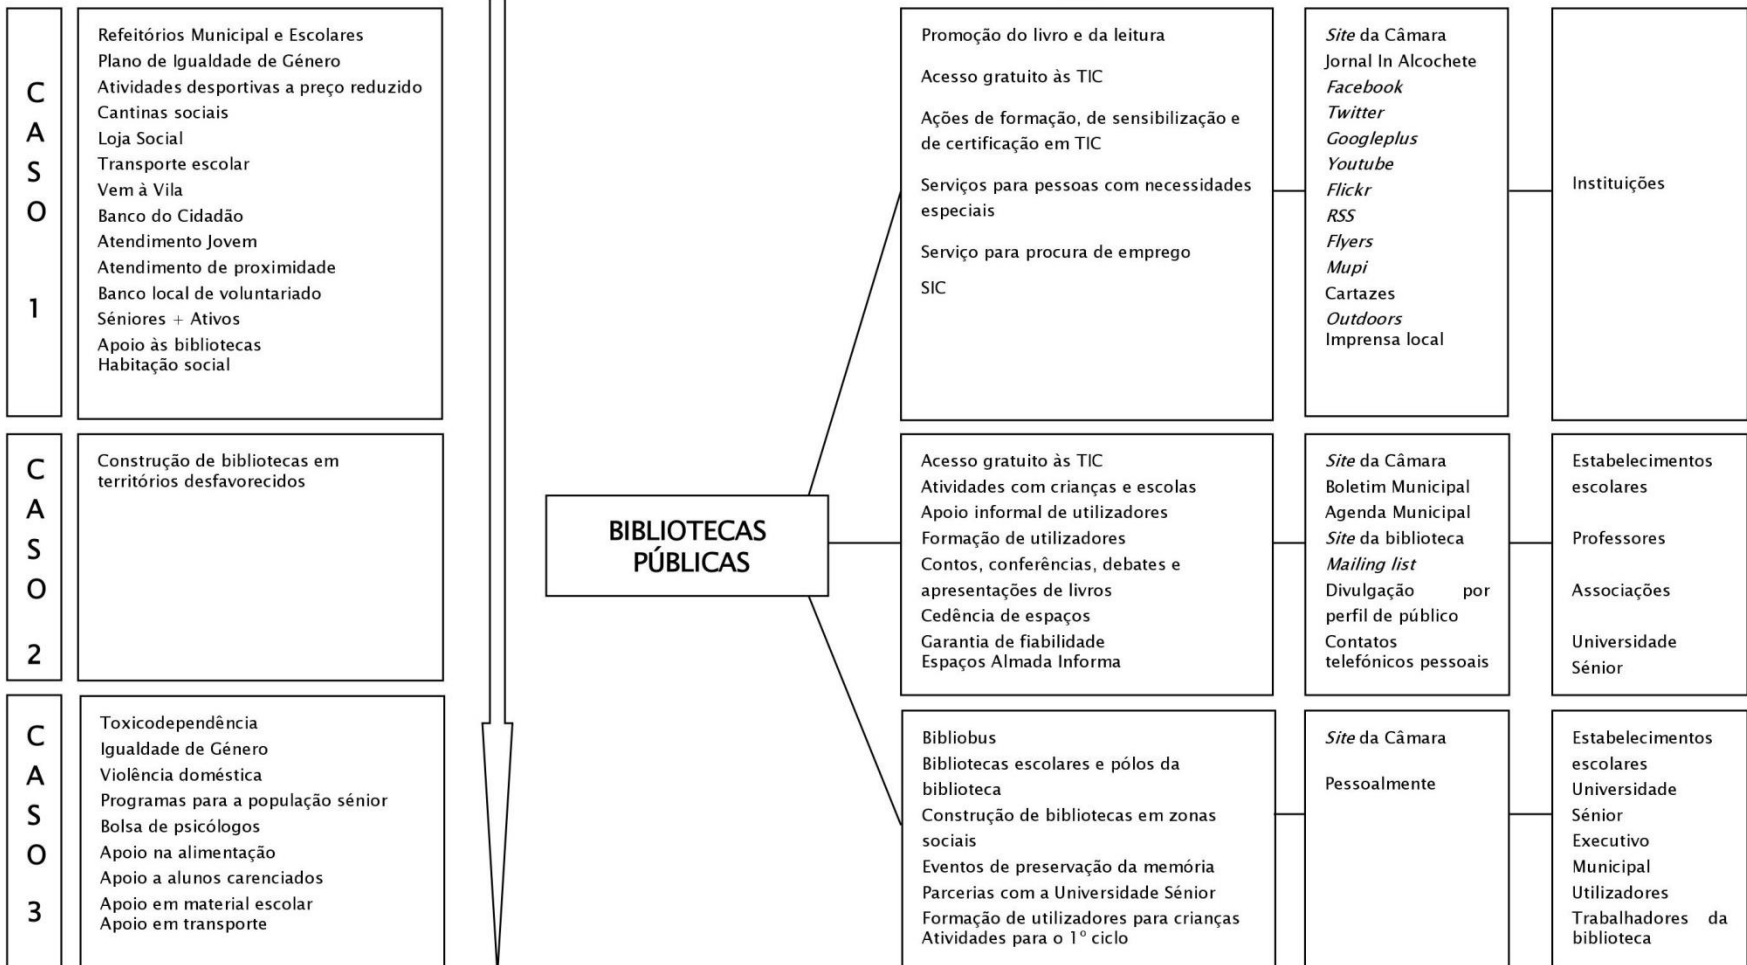 CASO 1
Refeitórios Municipal e Escolares
Plano de Igualdade de Género
Atividades desportivas a preço reduzido
Cantinas sociais
Loja Social
Transporte escolar
Vem à Vila
Banco do Cidadão
Atendimento Jovem
Atendimento de proximidade
Banco local de voluntariado
Séniores + Ativos
Apoio às bibliotecas
Habitação social
Promoção do livro e da leitura
Acesso gratuito às TIC
Ações de formação, de sensibilização e
de certificação em TIC
Serviços para pessoas com necessidades
especiais
Serviço para procura de emprego
SIC
Site da Câmara
Jornal In Alcochete
Facebook
Twitter
Googleplus
Youtube
Flickr
RSS
Flyers
Mupi
Cartazes
Outdoors
Imprensa local
Instituições
CASO 2
Construção de bibliotecas em
territórios desfavorecidos
BIBLIOTECAS
PÚBLICAS
Acesso gratuito às TIC
Atividades com crianças e escolas
Apoio informal de utilizadores
Formação de utilizadores
Contos, conferências, debates e
apresentações de livros
Cedência de espaços
Garantia de fiabilidade
Espaços Almada Informa
Site da Câmara
Boletim Municipal
Agenda Municipal
Site da biblioteca
Mailing list
Divulgação por
perfil de público
Contatos
telefónicos pessoais
Estabelecimentos
escolares
Professores
Associações
Universidade
Sénior
CASO 3
Toxicodependência
Igualdade de Género
Violência doméstica
Programas para a população sénior
Bolsa de psicólogos
Apoio na alimentação
Apoio a alunos carenciados
Apoio em material escolar
Apoio em transporte
Bibliobus
Bibliotecas escolares e pólos da
biblioteca
Construção de bibliotecas em zonas
sociais
Eventos de preservação da memória
Parcerias com a Universidade Sénior
Formação de utilizadores para crianças
Atividades para o 1º ciclo
Site da Câmara
Pessoalmente
Estabelecimentos
escolares
Universidade
Sénior
Executivo
Municipal
Utilizadores
Trabalhadores da
biblioteca